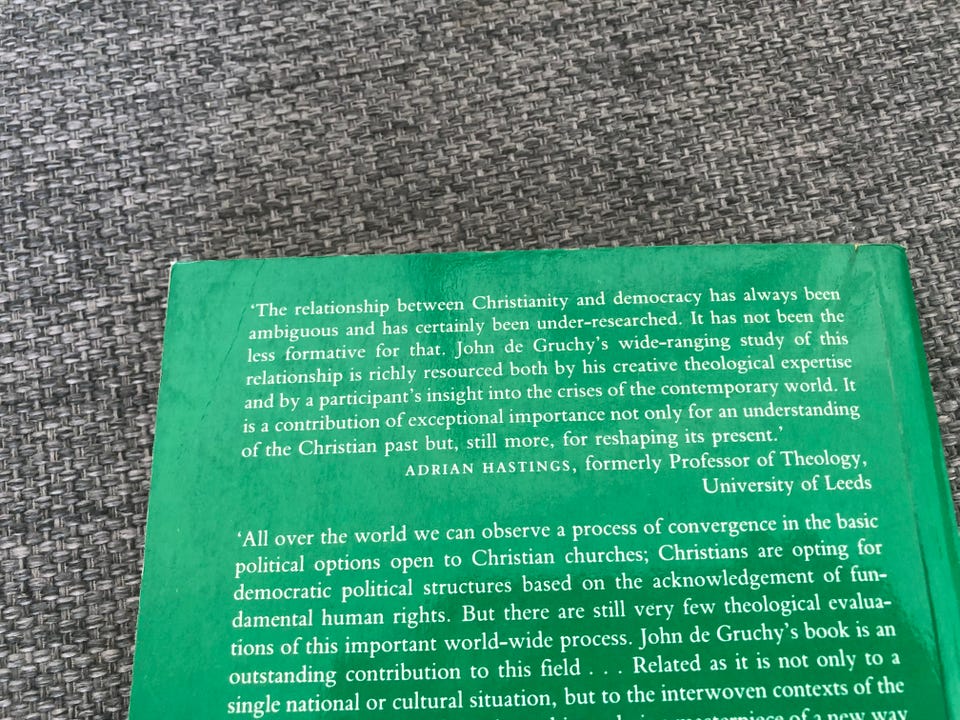 ‘The relationship between Christianity and democracy has always been
ambiguous and has certainly been under-researched. It has not been the
less formative for that. John de Gruchy’s wide-ranging study of this
relationship is richly resourced both by his creative theological expertise
and by a participant’s insight into the crises of the contemporary world. It
is a contribution of exceptional importance not only for an understanding
of the Christian past but, still more, for reshaping its present.’
ADRIAN HASTINGS, formerly Professor of Theology,
University of Leeds
‘All over the world we can observe a process of convergence in the basic
political options open to Christian churches; Christians are opting for
democratic political structures based on the acknowledgement of fun-
damental human rights. But there are still very few theological evalua-
tions of this important world-wide process. John de Gruchy’s book is an
outstanding contribution to this field . . . Related as it is not only to a
single national or cultural situation, but to the interwoven contexts of the
masterpiece of a new way